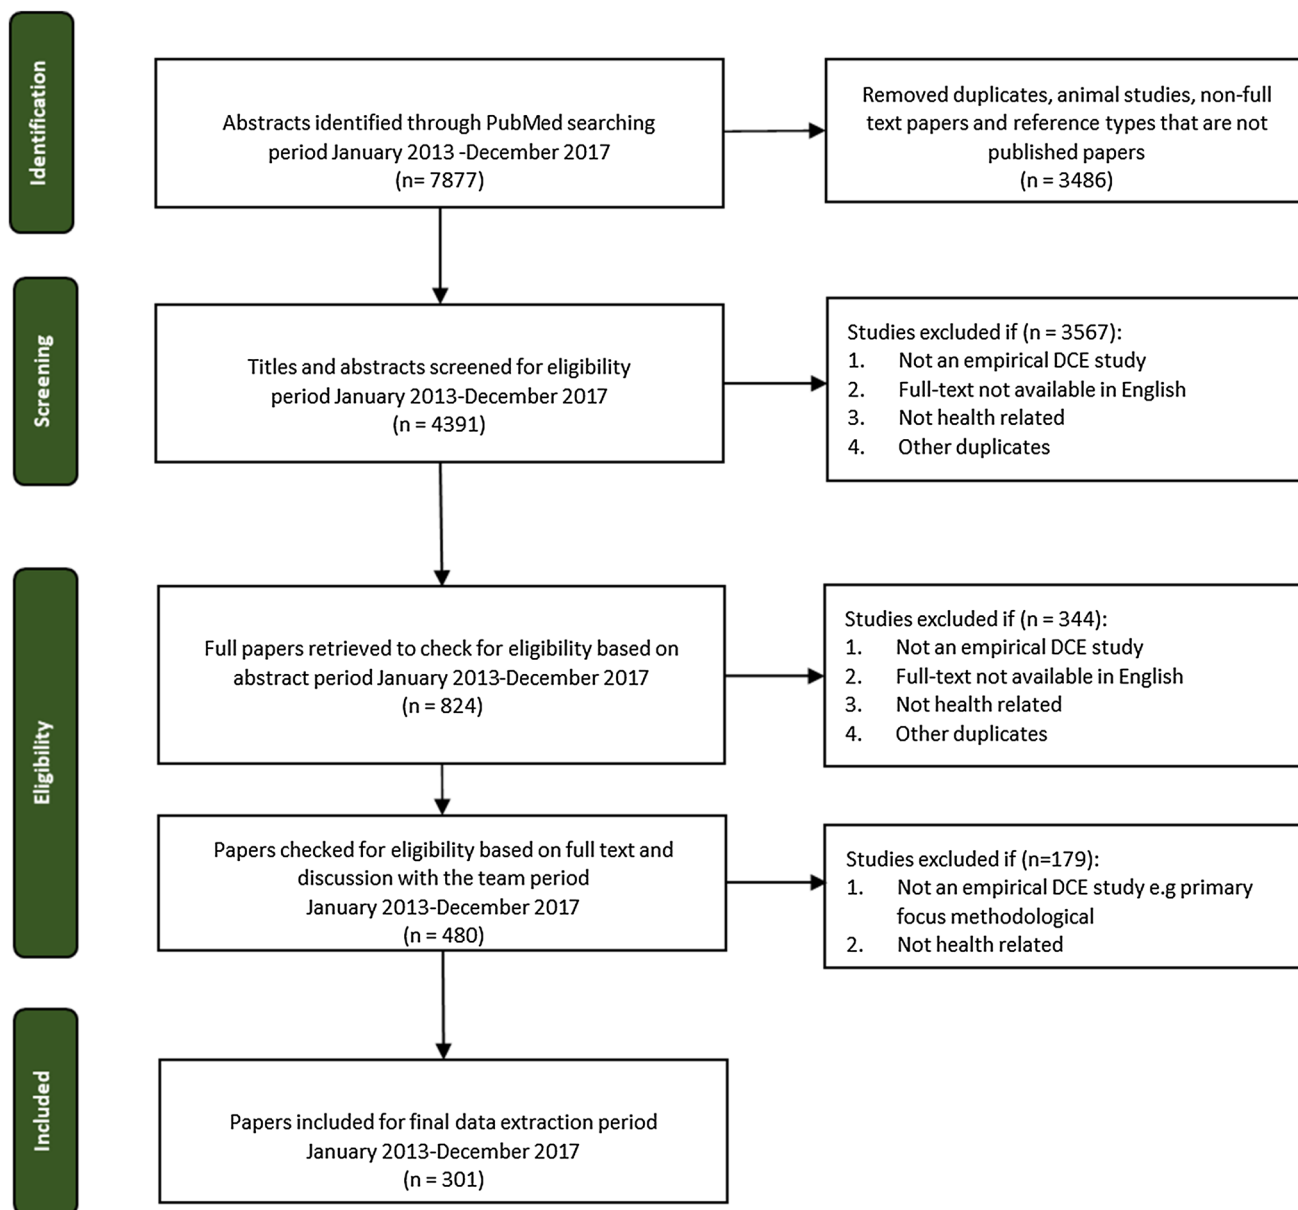 Identification
Abstracts identified through PubMed searching
period January 2013 -December 2017
(n= 7877)
Removed duplicates, animal studies, non-full
text papers and reference types that are not
published papers
(n = 3486)
Screening
Titles and abstracts screened for eligibility
period January 2013-December 2017
(n = 4391)
Studies excluded if (n = 3567):
1. Not an empirical DCE study
2. Full-text not available in English
3. Not health related
4. Other duplicates
Eligibility
Full papers retrieved to check for eligibility based on
abstract period January 2013-December 2017
(n = 824)
Studies excluded if (n = 344):
1. Not an empirical DCE study
2. Full-text not available in English
3. Not health related
4. Other duplicates
Papers checked for eligibility based on full text and
discussion with the team period
January 2013-December 2017
(n = 480)
Studies excluded if (n=179):
1. Not an empirical DCE study e.g primary
focus methodological
2. Not health related
Included
Papers included for final data extraction period
January 2013-December 2017
(n = 301)